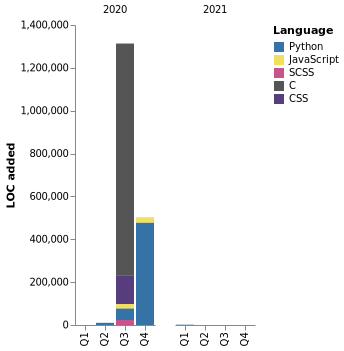 2020
2021
LOC added
1,400,000
1,200,000
1,000,000
800,000
600,000
400,000
200,000
0
Q1
Q2
Q3
Q4
Q1
Q2
Q3
Q4
Language
Python
JavaScript
SCSS
C
CSS